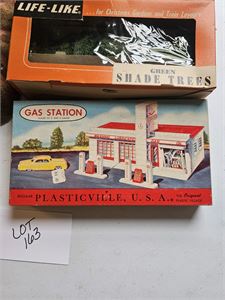 LIFE-LIKE
... for Christmas Gardens and Train Layouts
GREEN
SHADE TREES
GAS STATION
PLASTICVILLE, U.S.A.
LOT
163